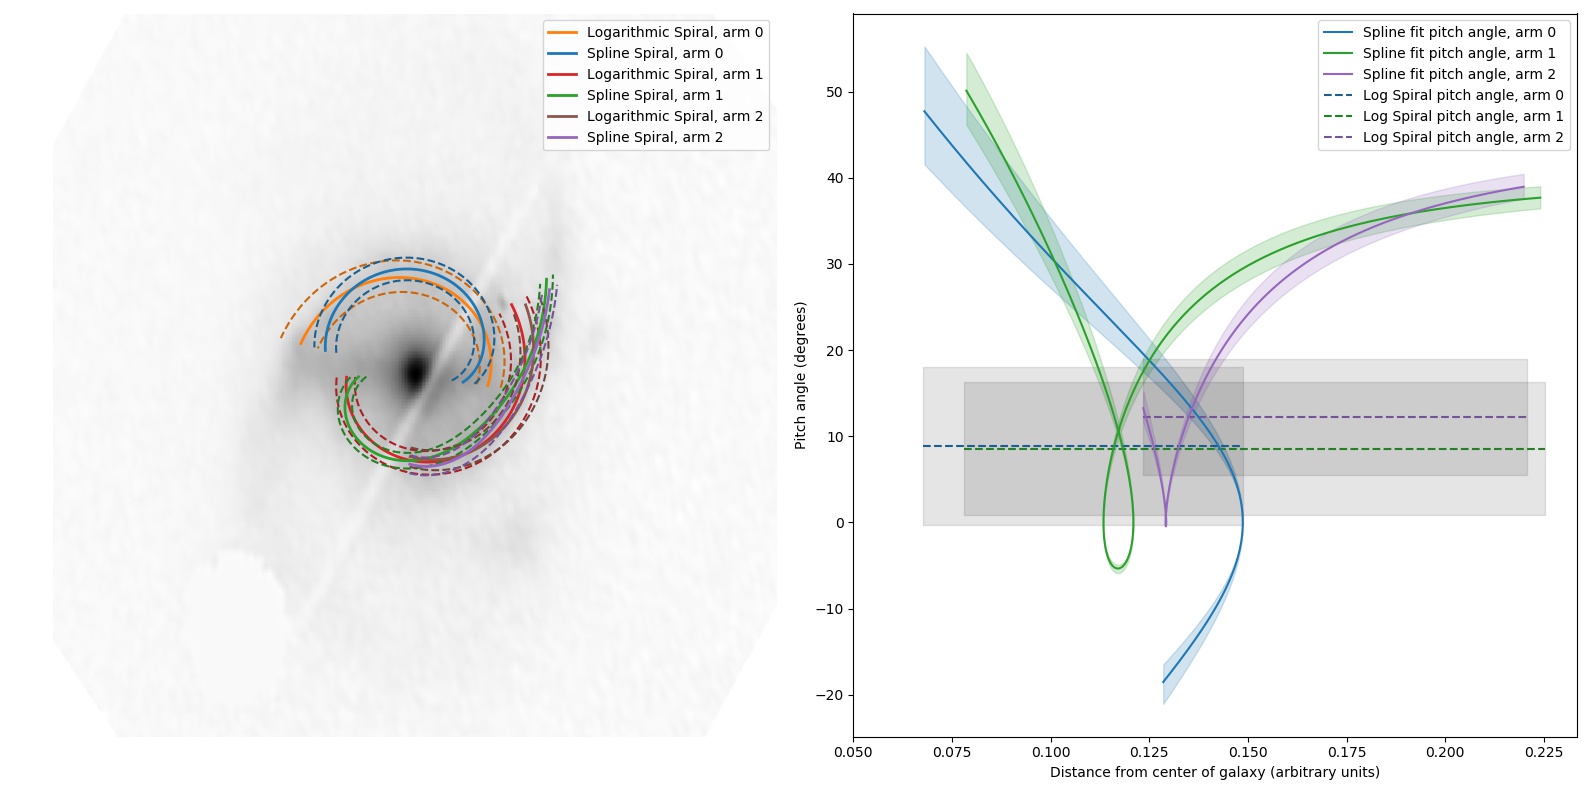 Logarithmic Spiral, arm 0
Spline Spiral, arm 0
Logarithmic Spiral, arm 1
Spline Spiral, arm 1
Logarithmic Spiral, arm 2
Spline Spiral, arm 2
Spline fit pitch angle, arm 0
Spline fit pitch angle, arm 1
Spline fit pitch angle, arm 2
Log Spiral pitch angle, arm 0
Log Spiral pitch angle, arm 1
Log Spiral pitch angle, arm 2
Pitch angle (degrees)
50
40
30
20
10
0
−10
−20
0.050 0.075 0.100 0.125 0.150 0.175 0.200 0.225
Distance from center of galaxy (arbitrary units)